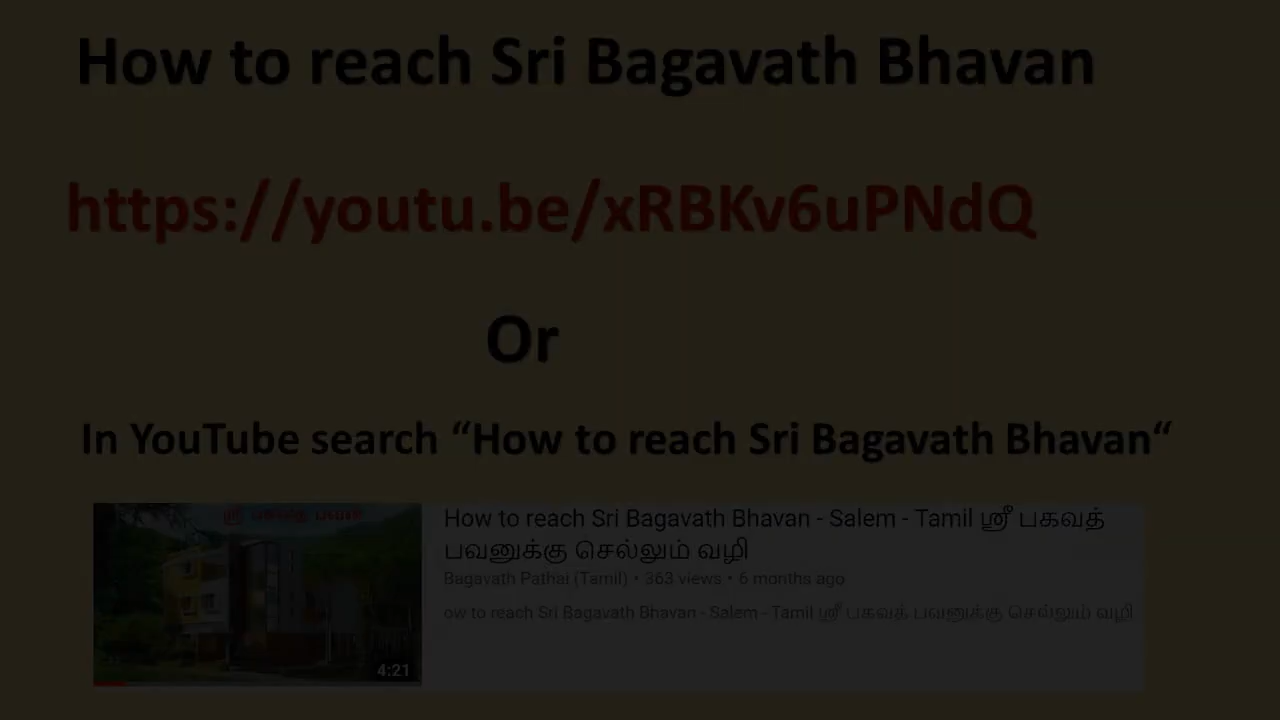 How to reach Sri Bagavath Bhavan
https://youtu.be/xRBKv6uPNdQ
Or
In YouTube search “How to reach Sri Bagavath Bhavan“
ஸ்ரீ பகவத் பவன்
How to reach Sri Bagavath Bhavan - Salem - Tamil ஸ்ரீ பகவத்
பவனுக்கு செல்லும் வழி
Bagavath Pathai (Tamil) • 363 views • 6 months ago
ow to reach Sri Bagavath Bhavan - Salem - Tamil ஸ்ரீ பகவத் பவனுக்கு செல்லும் வழி
4:21